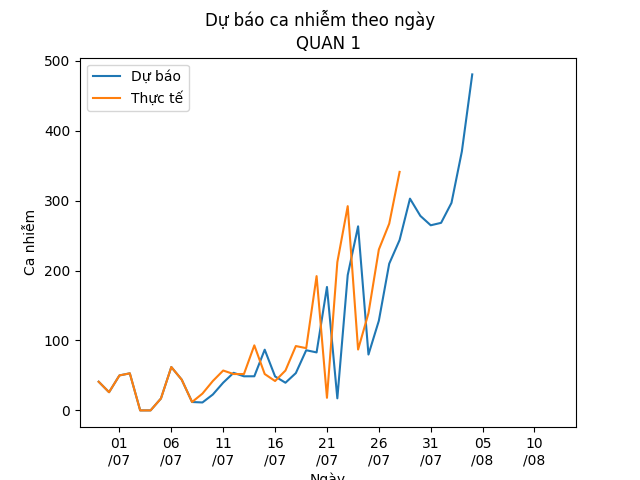 Dự báo ca nhiễm theo ngày
QUAN 1
Dự báo
Thực tế
Ca nhiễm
500
400
300
200
100
0
01 06 11 16 21 26 31 05 10
/07 /07 /07 /07 /07 /07 /07 /08 /08
Ngày